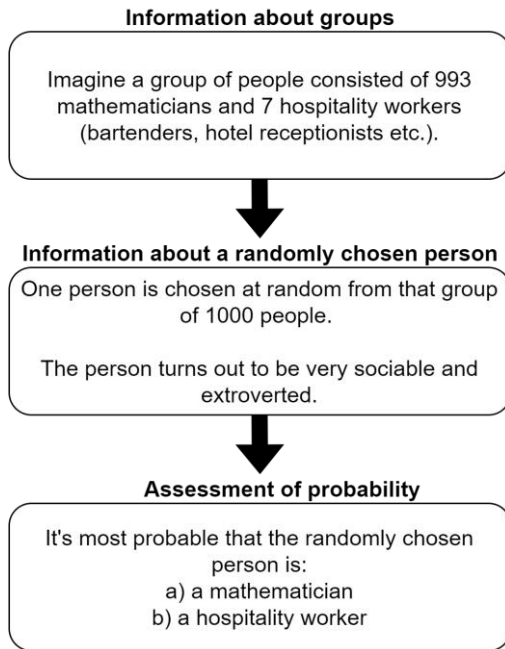 Information about groups
Imagine a group of people consisted of 993
mathematicians and 7 hospitality workers
(bartenders, hotel receptionists etc.).
Information about a randomly chosen person
One person is chosen at random from that group
of 1000 people.
The person turns out to be very sociable and
extroverted.
Assessment of probability
It's most probable that the randomly chosen
person is:
a) a mathematician
b) a hospitality worker